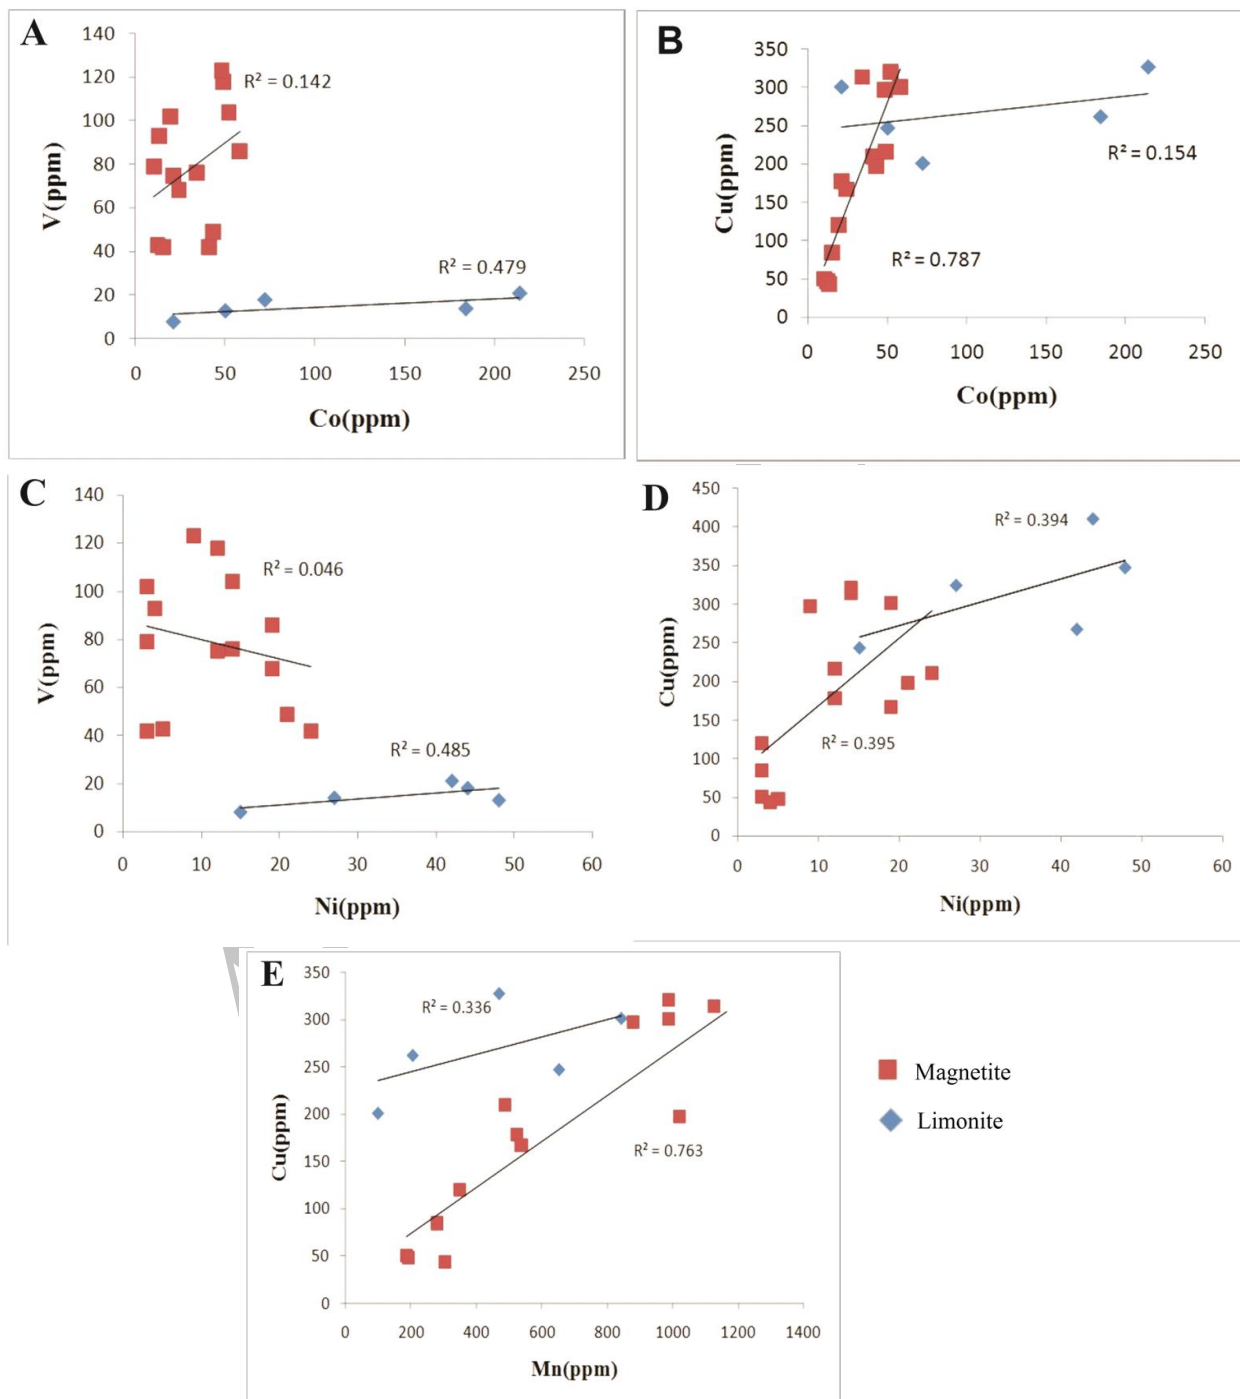 A
V(ppm)
140
120
100
80
60
40
20
0
R² = 0.142
R² = 0.479
0 50 100 150 200 250
Co(ppm)
B
Cu(ppm)
350
300
250
200
150
100
50
0
R² = 0.154
R² = 0.787
0 50 100 150 200 250
Co(ppm)
C
V(ppm)
140
120
100
80
60
40
20
0
R² = 0.046
R² = 0.485
0 10 20 30 40 50 60
Ni(ppm)
D
Cu(ppm)
450
400
350
300
250
200
150
100
50
0
R² = 0.394
R² = 0.395
0 10 20 30 40 50 60
Ni(ppm)
E
Cu(ppm)
350
300
250
200
150
100
50
0
R² = 0.336
R² = 0.763
0 200 400 600 800 1000 1200 1400
Mn(ppm)
Magnetite
Limonite